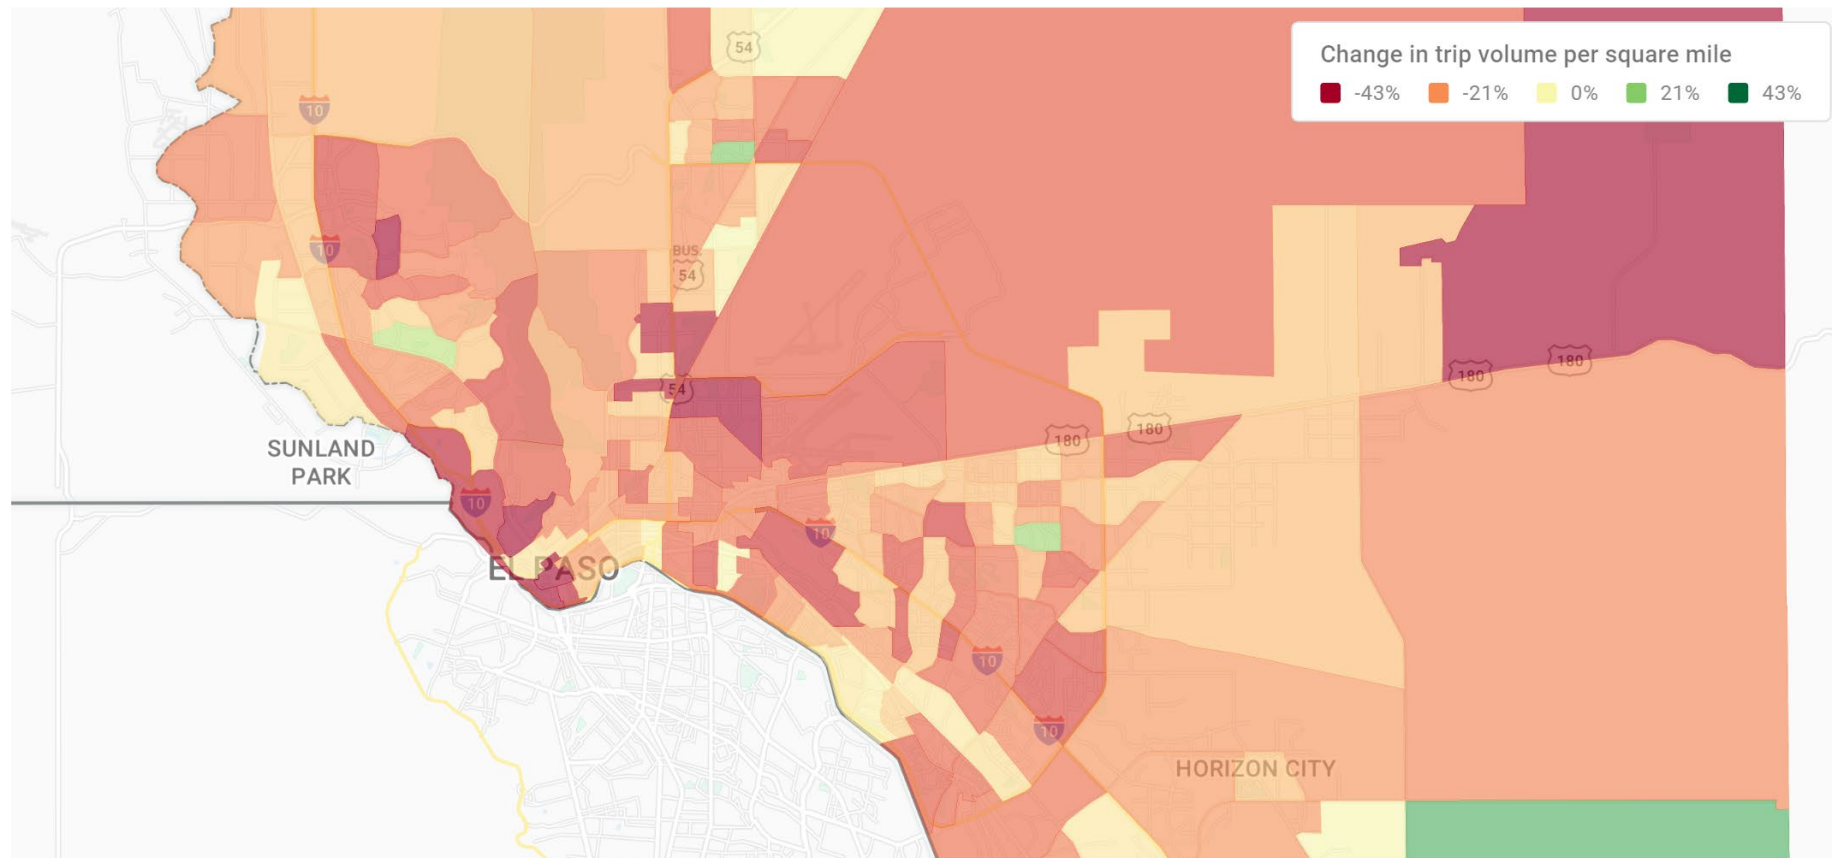 Change in trip volume per square mile
-43% -21% 0% 21% 43%
54
10
10
BUS.
54
54
180
180
180
180
SUNLAND
PARK
10
10
EL PASO
10
10
HORIZON CITY